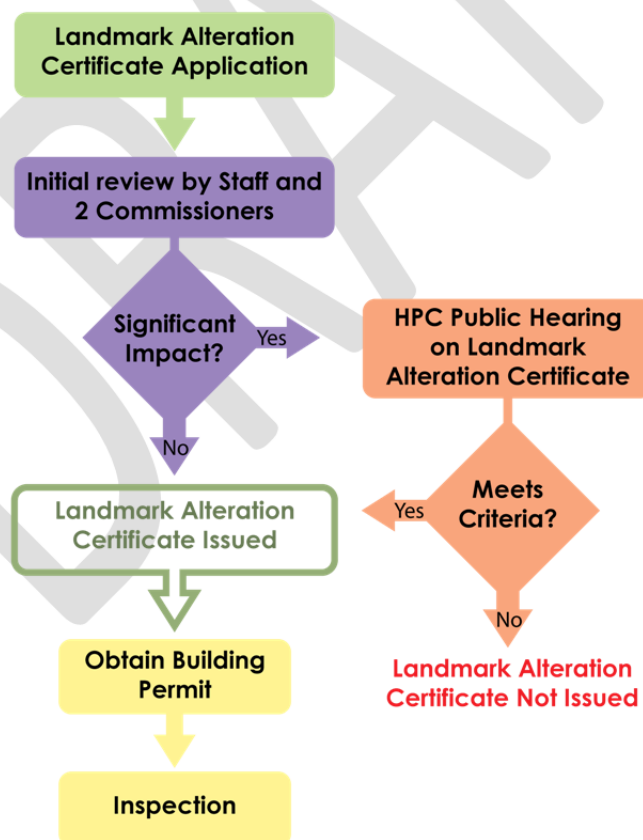 Landmark Alteration
Certificate Application
Initial review by Staff and
2 Commissioners
Significant
Impact?
Yes
No
HPC Public Hearing
on Landmark
Alteration Certificate
Meets
Criteria?
Yes
No
Landmark Alteration
Certificate Not Issued
Landmark Alteration
Certificate Issued
Obtain Building
Permit
Inspection